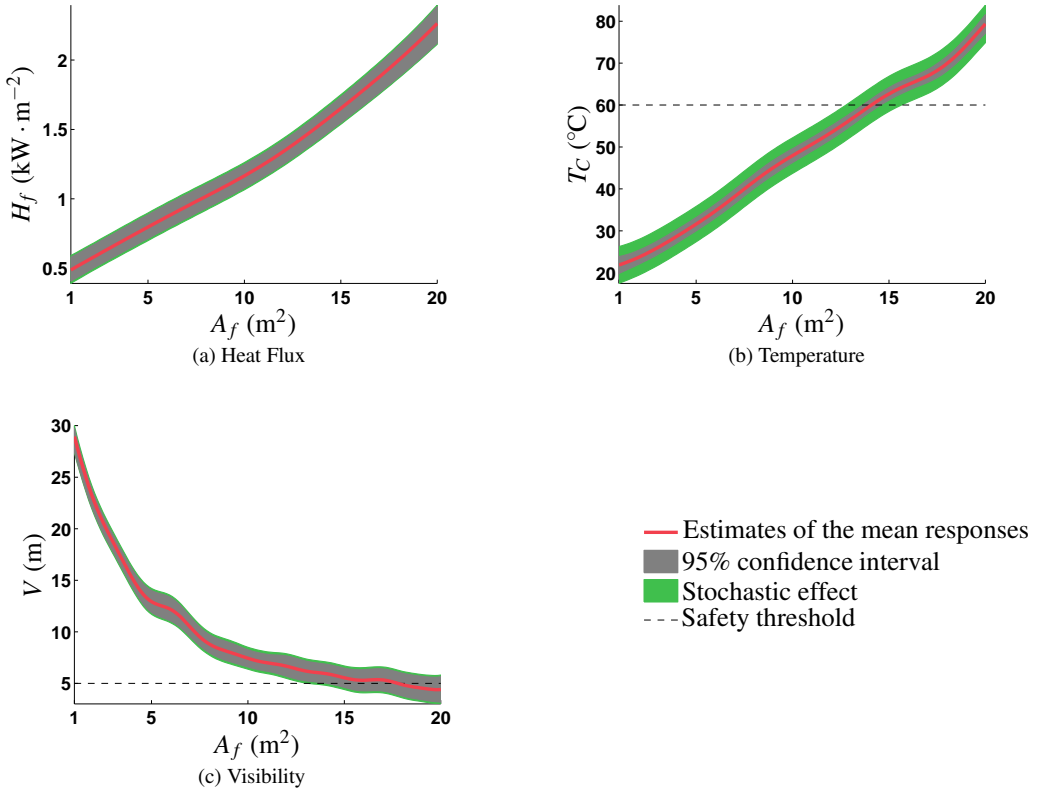 H_f (kW · m⁻²)
2
1.5
1
0.5
1 5 10 15 20
A_f (m²)
(a) Heat Flux
T_C (°C)
80
70
60
50
40
30
20
1 5 10 15 20
A_f (m²)
(b) Temperature
V (m)
30
25
20
15
10
5
1 5 10 15 20
A_f (m²)
(c) Visibility
Estimates of the mean responses
95% confidence interval
Stochastic effect
Safety threshold